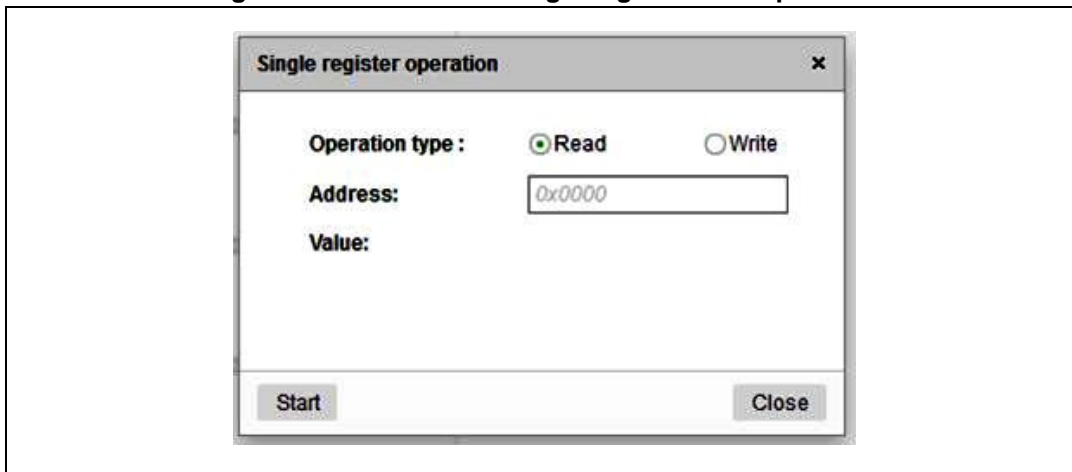 Single register operation ×
Operation type : Read Write
Address: 0x0000
Value:
Start Close